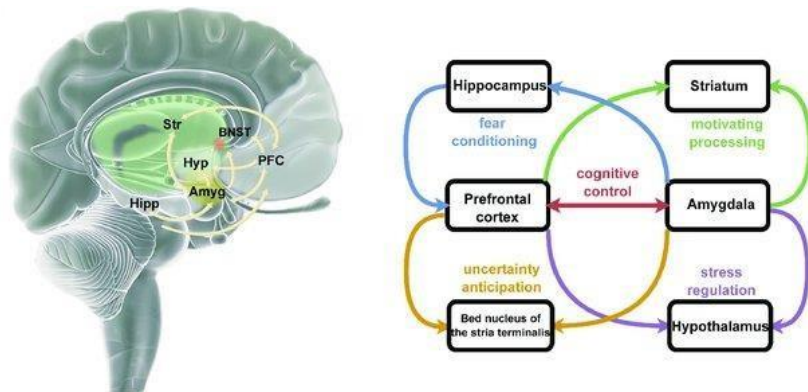 Str
BNST
Hyp
PFC
Amyg
Hipp
Hippocampus
Striatum
fear
conditioning
motivating
processing
cognitive
control
Prefrontal
cortex
Amygdala
uncertainty
anticipation
stress
regulation
Bed nucleus of
the stria terminalis
Hypothalamus